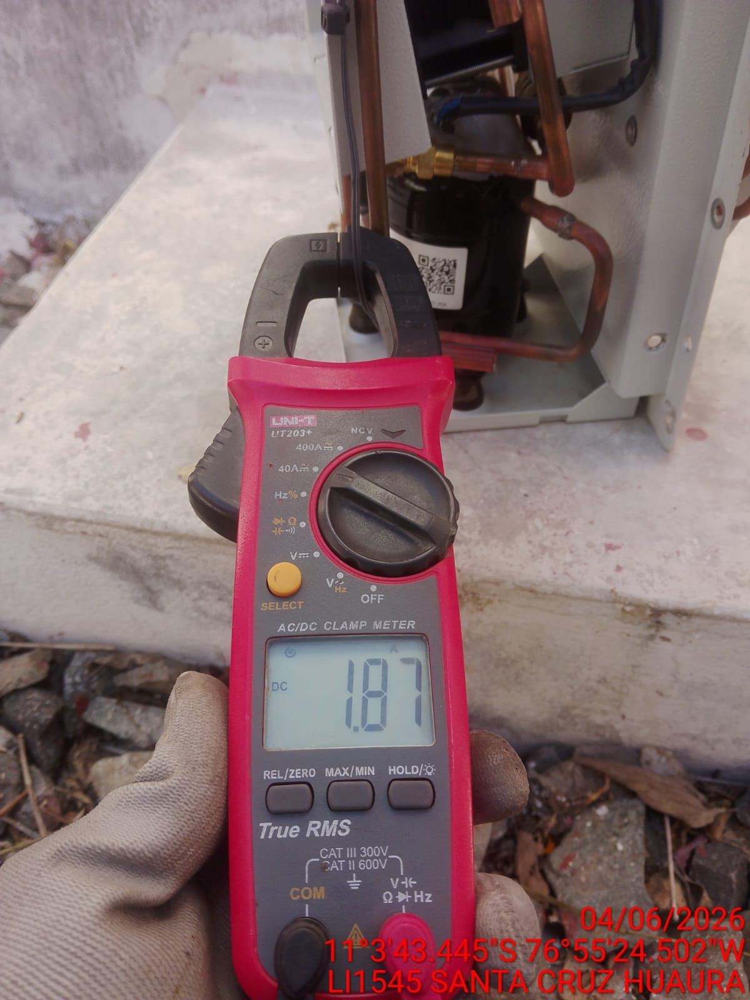 UNI-T
UT203+
NCV
400A
40A
Hz%
V
V~
Hz
OFF
SELECT
AC/DC CLAMP METER
A
DC
1.87
REL/ZERO MAX/MIN HOLD/
True RMS
CAT III 300V
CAT II 600V
COM
V
Ω Hz
04/06/2026
11°3'43.445"S 76°55'24.502"W
LI1545 SANTA CRUZ HUAURA